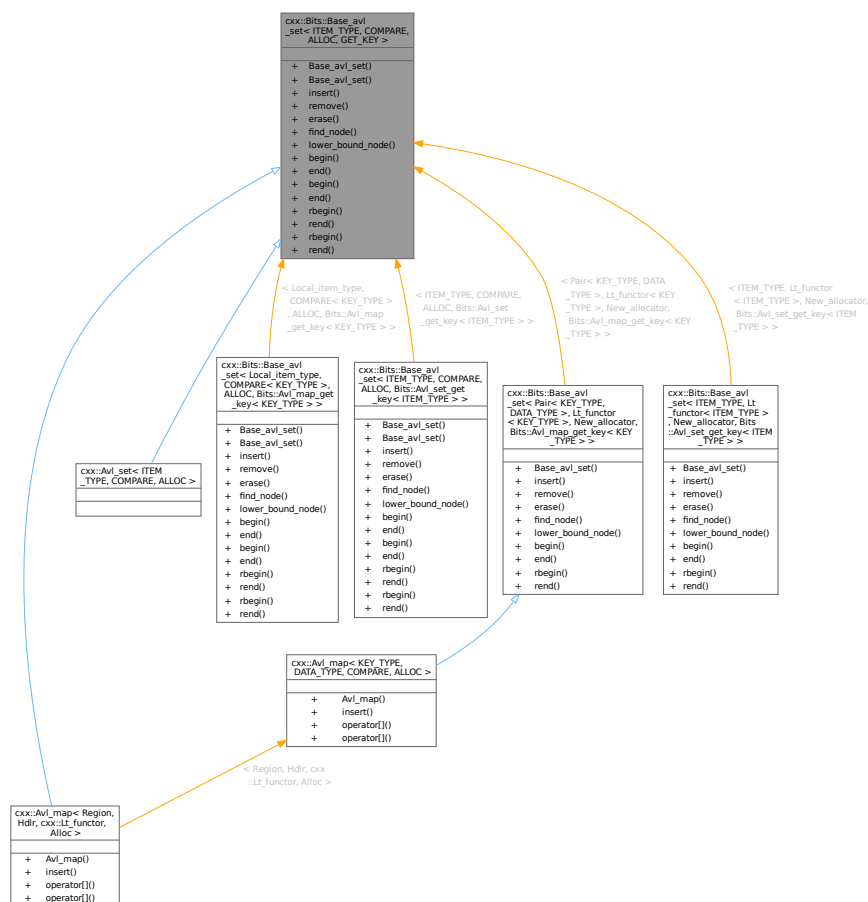 cxx::Bits::Base_avl
_set< ITEM_TYPE, COMPARE,
ALLOC, GET_KEY >
+ Base_avl_set()
+ Base_avl_set()
+ insert()
+ remove()
+ erase()
+ find_node()
+ lower_bound_node()
+ begin()
+ end()
+ begin()
+ end()
+ rbegin()
+ rend()
+ rbegin()
+ rend()
< Local_item_type,
COMPARE< KEY_TYPE >
, ALLOC, Bits::Avl_map
_get_key< KEY_TYPE > >
< ITEM_TYPE, COMPARE,
ALLOC, Bits::Avl_set
_get_key< ITEM_TYPE > >
< Pair< KEY_TYPE, DATA
_TYPE >, Lt_functor< KEY
_TYPE >, New_allocator,
Bits::Avl_map_get_key< KEY
_TYPE > >
< ITEM_TYPE, Lt_functor
< ITEM_TYPE >, New_allocator,
Bits::Avl_set_get_key< ITEM
_TYPE > >
cxx::Avl_set< ITEM
_TYPE, COMPARE, ALLOC >
cxx::Bits::Base_avl
_set< Local_item_type,
COMPARE< KEY_TYPE >,
ALLOC, Bits::Avl_map_get
_key< KEY_TYPE > >
+ Base_avl_set()
+ Base_avl_set()
+ insert()
+ remove()
+ erase()
+ find_node()
+ lower_bound_node()
+ begin()
+ end()
+ begin()
+ end()
+ rbegin()
+ rend()
+ rbegin()
+ rend()
cxx::Bits::Base_avl
_set< ITEM_TYPE, COMPARE,
ALLOC, Bits::Avl_set_get
_key< ITEM_TYPE > >
+ Base_avl_set()
+ Base_avl_set()
+ insert()
+ remove()
+ erase()
+ find_node()
+ lower_bound_node()
+ begin()
+ end()
+ begin()
+ end()
+ rbegin()
+ rend()
+ rbegin()
+ rend()
cxx::Bits::Base_avl
_set< Pair< KEY_TYPE,
DATA_TYPE >, Lt_functor
< KEY_TYPE >, New_allocator,
Bits::Avl_map_get_key< KEY
_TYPE > >
+ Base_avl_set()
+ insert()
+ remove()
+ erase()
+ find_node()
+ lower_bound_node()
+ begin()
+ end()
+ rbegin()
+ rend()
cxx::Bits::Base_avl
_set< ITEM_TYPE, Lt
_functor< ITEM_TYPE >
, New_allocator, Bits
::Avl_set_get_key< ITEM
_TYPE > >
+ Base_avl_set()
+ insert()
+ remove()
+ erase()
+ find_node()
+ lower_bound_node()
+ begin()
+ end()
+ rbegin()
+ rend()
cxx::Avl_map< KEY_TYPE,
DATA_TYPE, COMPARE, ALLOC >
+ Avl_map()
+ insert()
+ operator[]()
+ operator[]()
< Region, Hdlr, cxx
::Lt_functor, Alloc >
cxx::Avl_map< Region,
Hdlr, cxx::Lt_functor,
Alloc >
+ Avl_map()
+ insert()
+ operator[]()
+ operator[]()